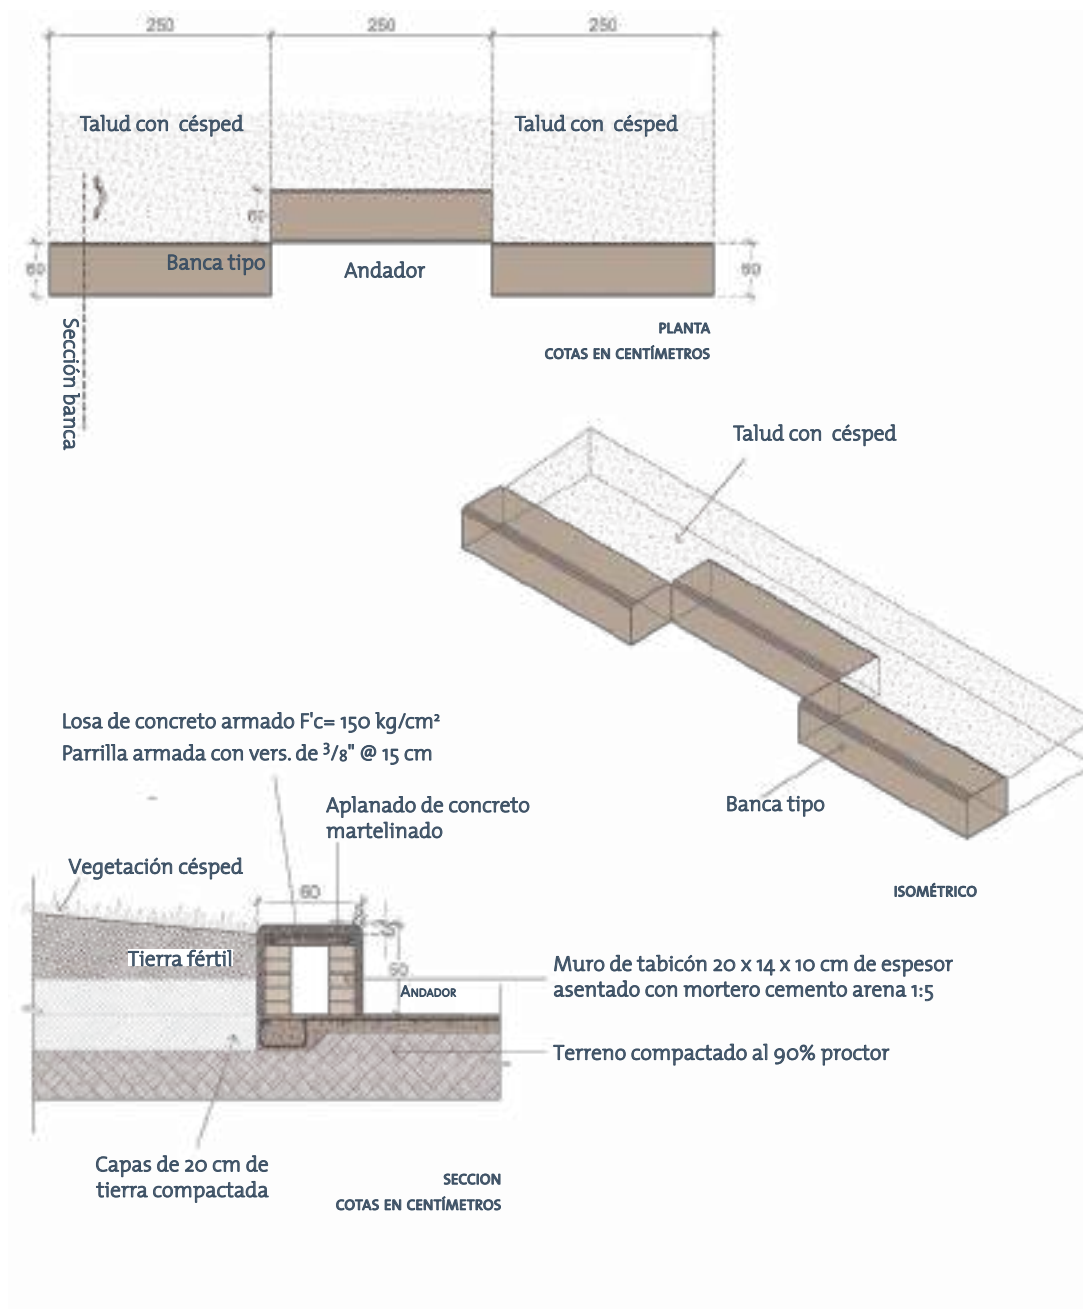 250 250 250
Talud con césped Talud con césped
60
60 Banca tipo Andador 60
Sección banca
PLANTA
COTAS EN CENTÍMETROS
Talud con césped
Banca tipo
ISOMÉTRICO
Losa de concreto armado F'c= 150 kg/cm²
Parrilla armada con vers. de 3/8" @ 15 cm
Aplanado de concreto
martelinado
Vegetación césped
60
Tierra fértil
50
ANDADOR
Muro de tabicón 20 x 14 x 10 cm de espesor
asentado con mortero cemento arena 1:5
Terreno compactado al 90% proctor
Capas de 20 cm de
tierra compactada
SECCION
COTAS EN CENTÍMETROS